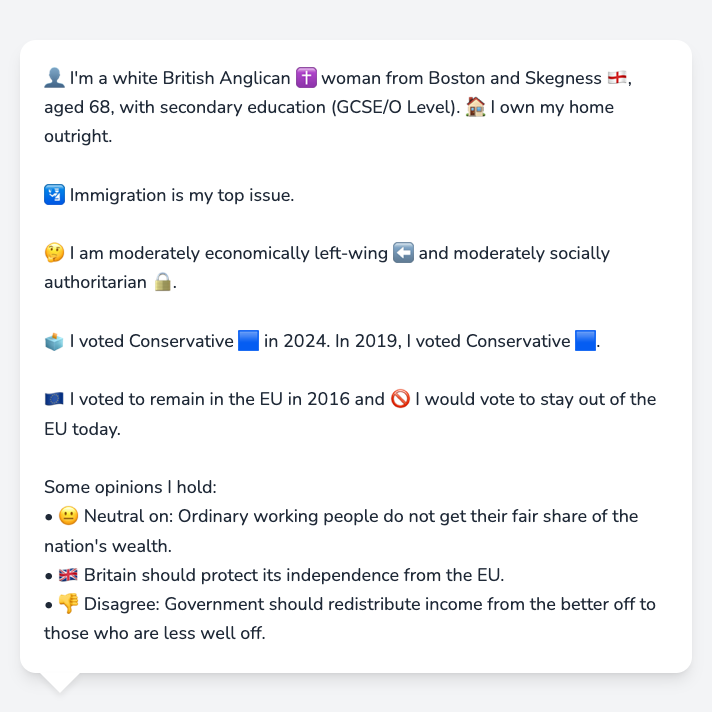 👤 I'm a white British Anglican ✝️ woman from Boston and Skegness 🏴󠁧󠁢󠁥󠁮󠁧󠁿,
aged 68, with secondary education (GCSE/O Level). 🏠 I own my home
outright.
🛂 Immigration is my top issue.
🤔 I am moderately economically left-wing ⬅️ and moderately socially
authoritarian 🔒.
🗳️ I voted Conservative 🟦 in 2024. In 2019, I voted Conservative 🟦.
🇪🇺 I voted to remain in the EU in 2016 and 🚫 I would vote to stay out of the
EU today.
Some opinions I hold:
• 😐 Neutral on: Ordinary working people do not get their fair share of the
nation's wealth.
• 🇬🇧 Britain should protect its independence from the EU.
• 👎 Disagree: Government should redistribute income from the better off to
those who are less well off.